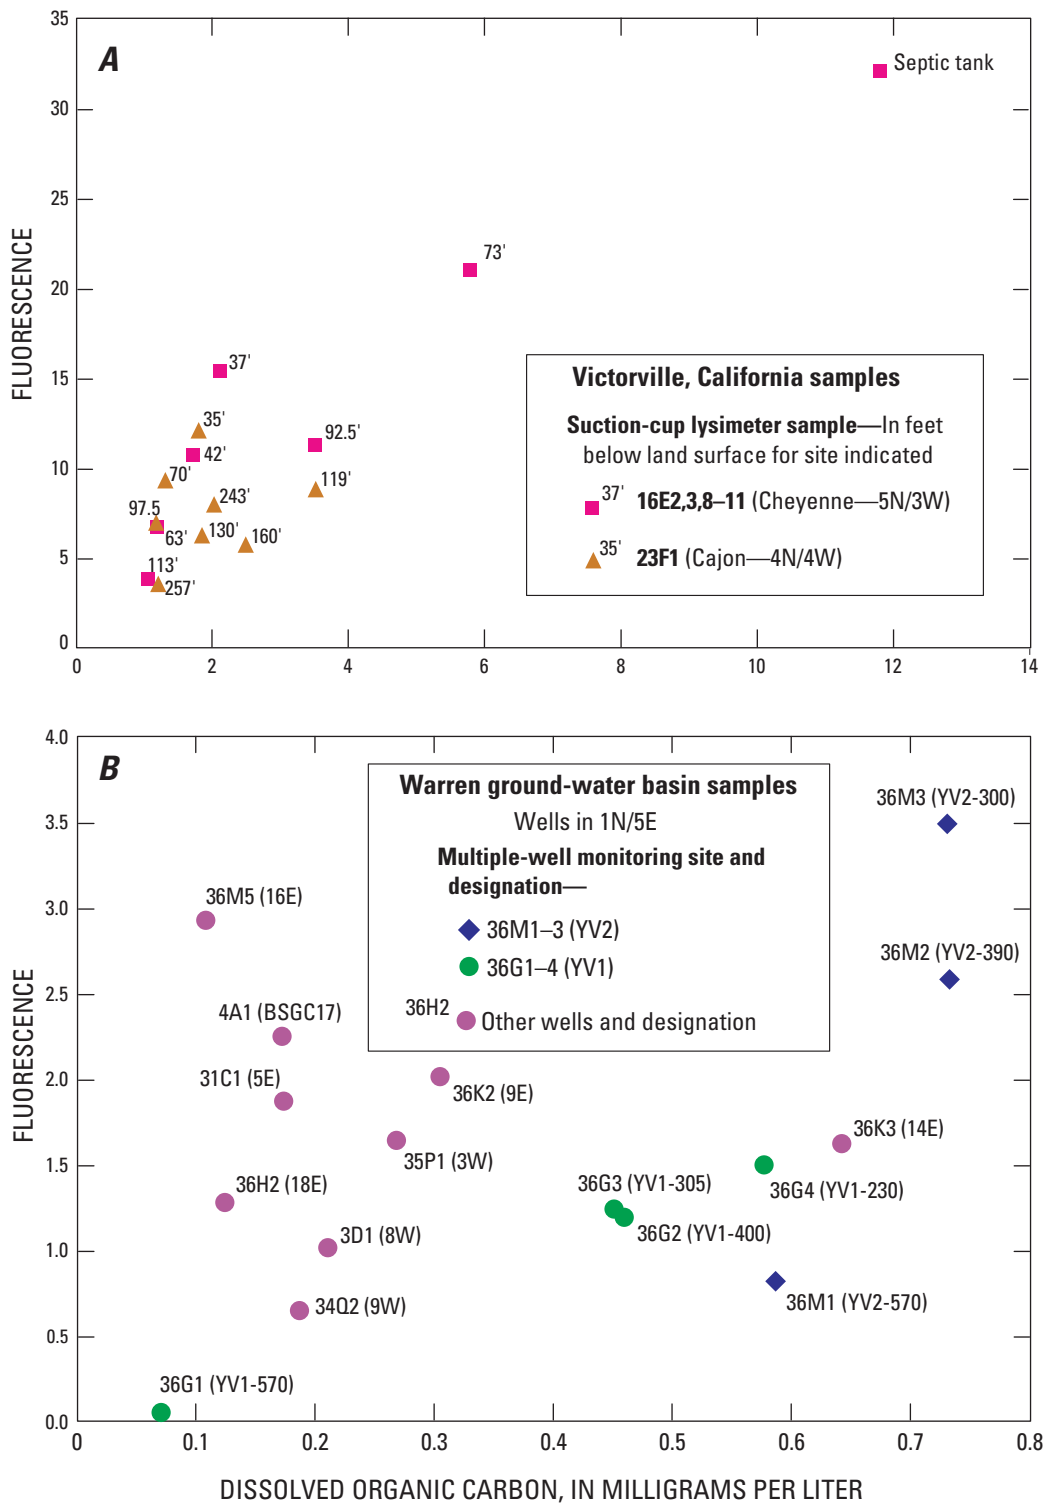 A
35
30
25
20
15
10
5
0
FLUORESCENCE
Septic tank
73'
37'
35'
42'
92.5'
70'
119'
243'
97.5
63'
130'
160'
113'
257'
Victorville, California samples
Suction-cup lysimeter sample—In feet
below land surface for site indicated
37' 16E2,3,8–11 (Cheyenne—5N/3W)
35' 23F1 (Cajon—4N/4W)
0 2 4 6 8 10 12 14
B
4.0
3.5
3.0
2.5
2.0
1.5
1.0
0.5
0.0
FLUORESCENCE
Warren ground-water basin samples
Wells in 1N/5E
Multiple-well monitoring site and
designation—
36M1–3 (YV2)
36G1–4 (YV1)
36H2 Other wells and designation
36M3 (YV2-300)
36M5 (16E)
36M2 (YV2-390)
4A1 (BSGC17)
31C1 (5E)
36K2 (9E)
36K3 (14E)
35P1 (3W)
36H2 (18E)
36G3 (YV1-305)
36G4 (YV1-230)
3D1 (8W)
36G2 (YV1-400)
34Q2 (9W)
36M1 (YV2-570)
36G1 (YV1-570)
0 0.1 0.2 0.3 0.4 0.5 0.6 0.7 0.8
DISSOLVED ORGANIC CARBON, IN MILLIGRAMS PER LITER